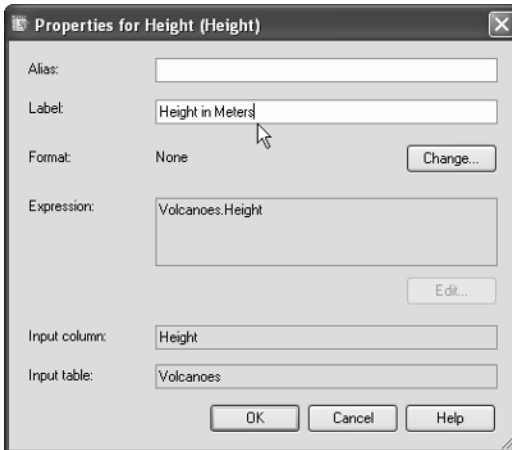 Properties for Height (Height)
Alias:
Label: Height in Meters
Format: None Change...
Expression: Volcanoes.Height
Edit...
Input column: Height
Input table: Volcanoes
OK Cancel Help